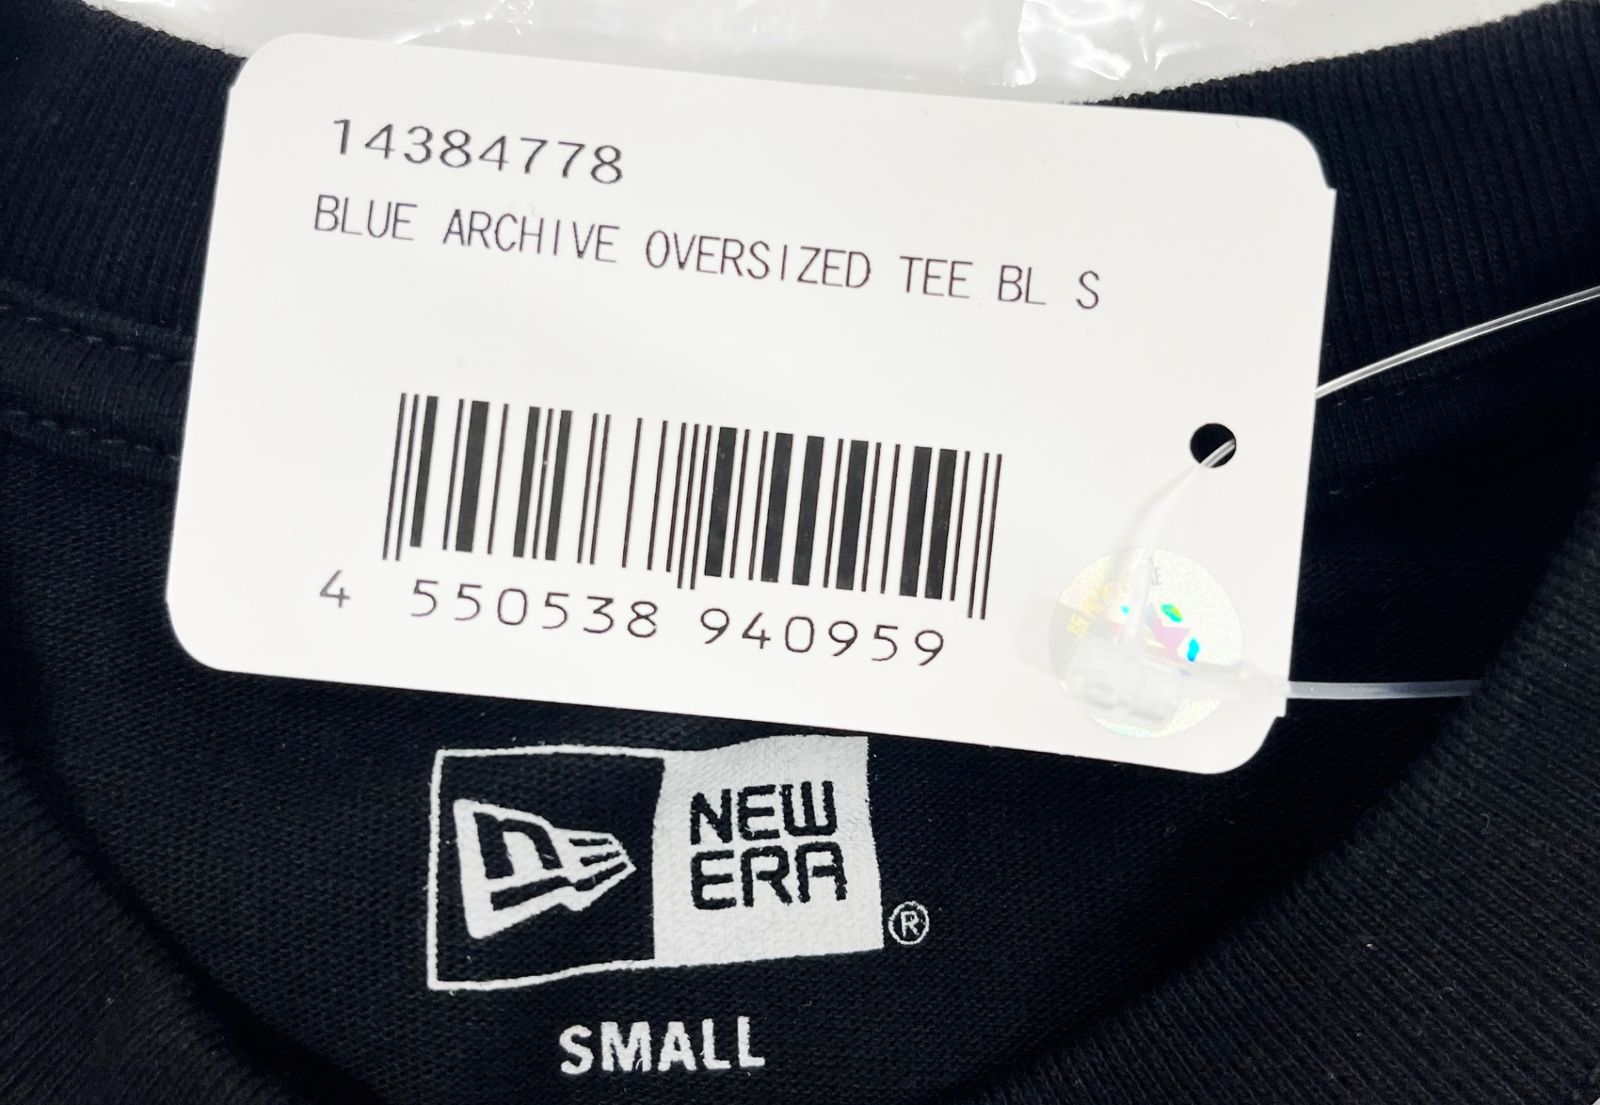 14384778
BLUE ARCHIVE OVERSIZED TEE BL S
4 550538 940959
NEW
ERA
®
SMALL